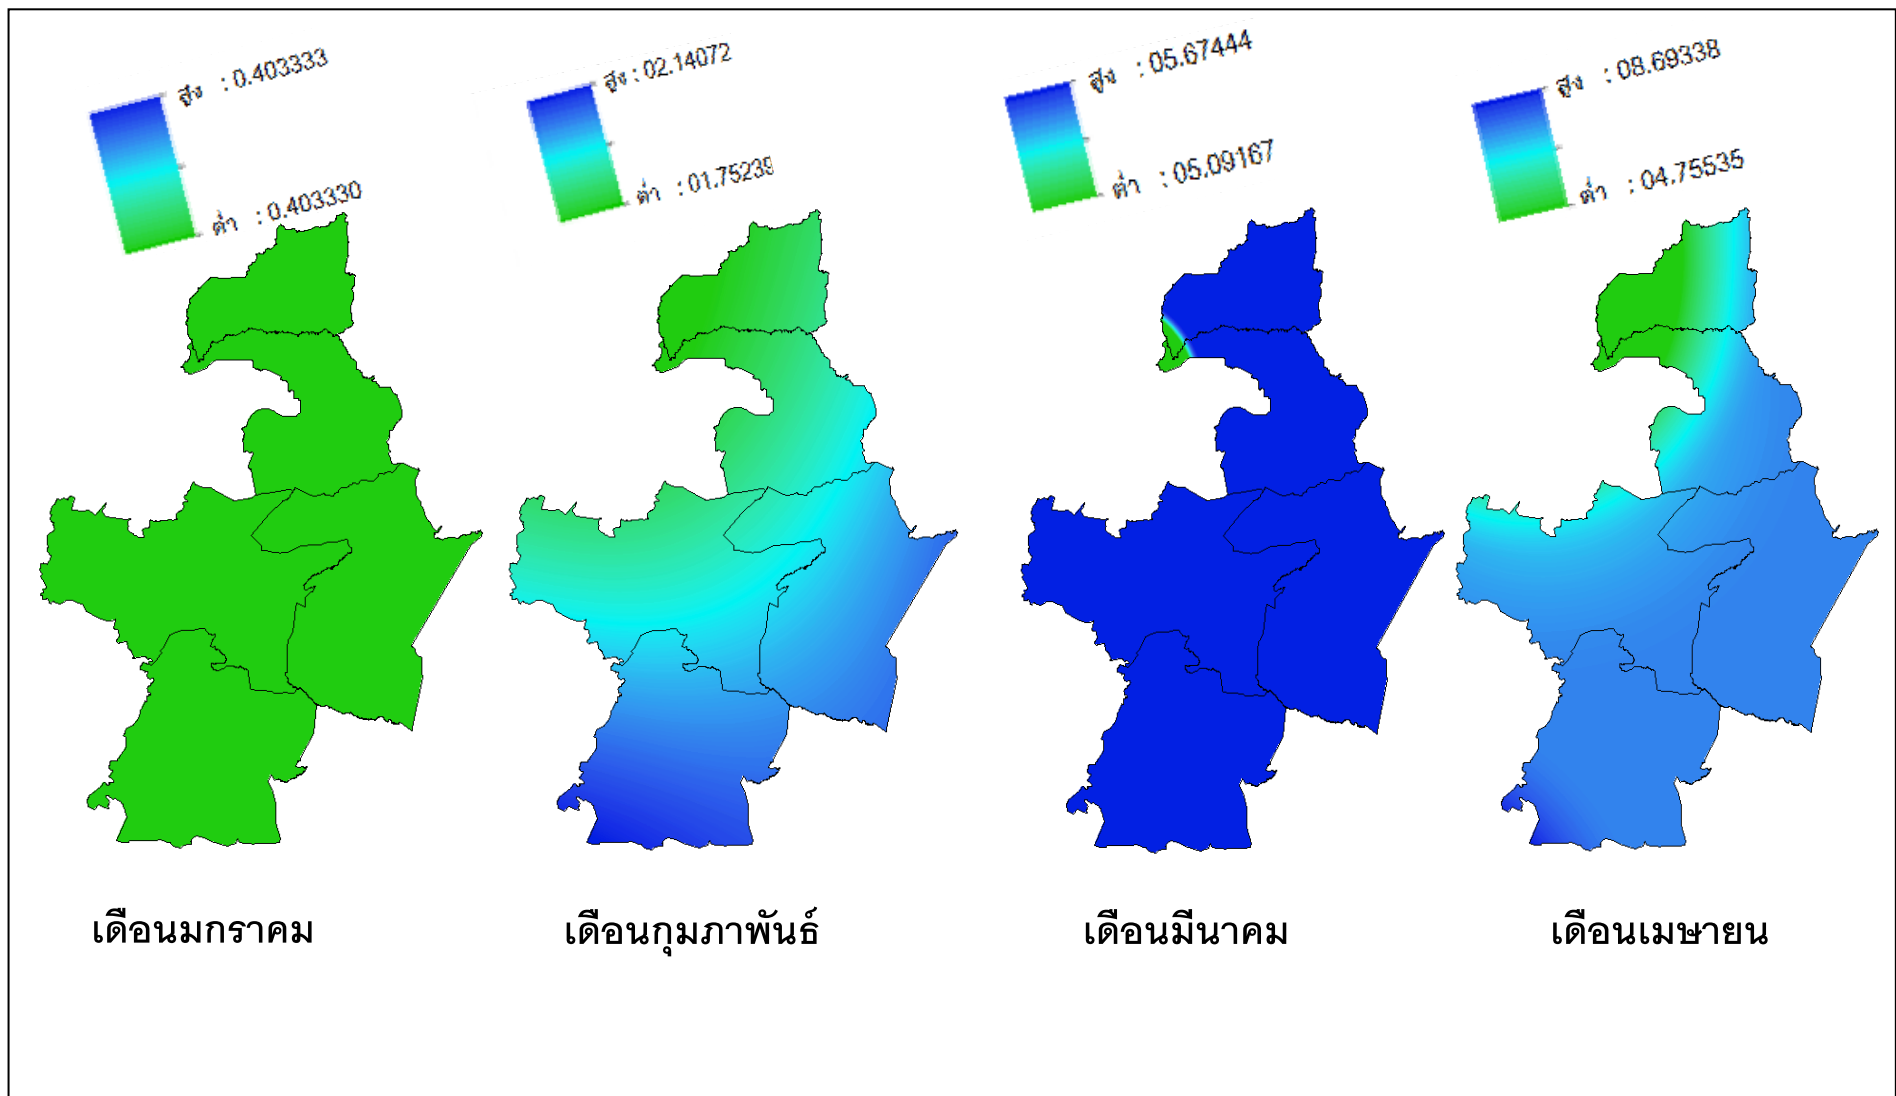 สูง : 0.403333
ต่ำ : 0.403330
สูง : 02.14072
ต่ำ : 01.75239
สูง : 05.67444
ต่ำ : 05.09167
สูง : 08.69338
ต่ำ : 04.75535
เดือนมกราคม
เดือนกุมภาพันธ์
เดือนมีนาคม
เดือนเมษายน